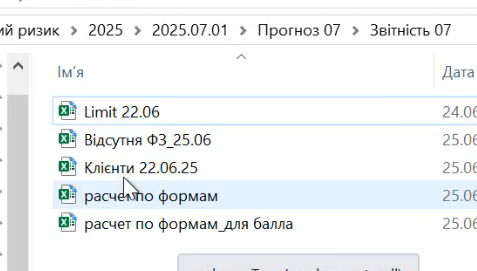 ий ризик > 2025 > 2025.07.01 > Прогноз 07 > Звітність 07
Ім’я Дата
Limit 22.06 24.06
Відсутня ФЗ_25.06 25.06
Клієнти 22.06.25 25.06
расчет по формам 25.06
расчет по формам_для балла 25.06